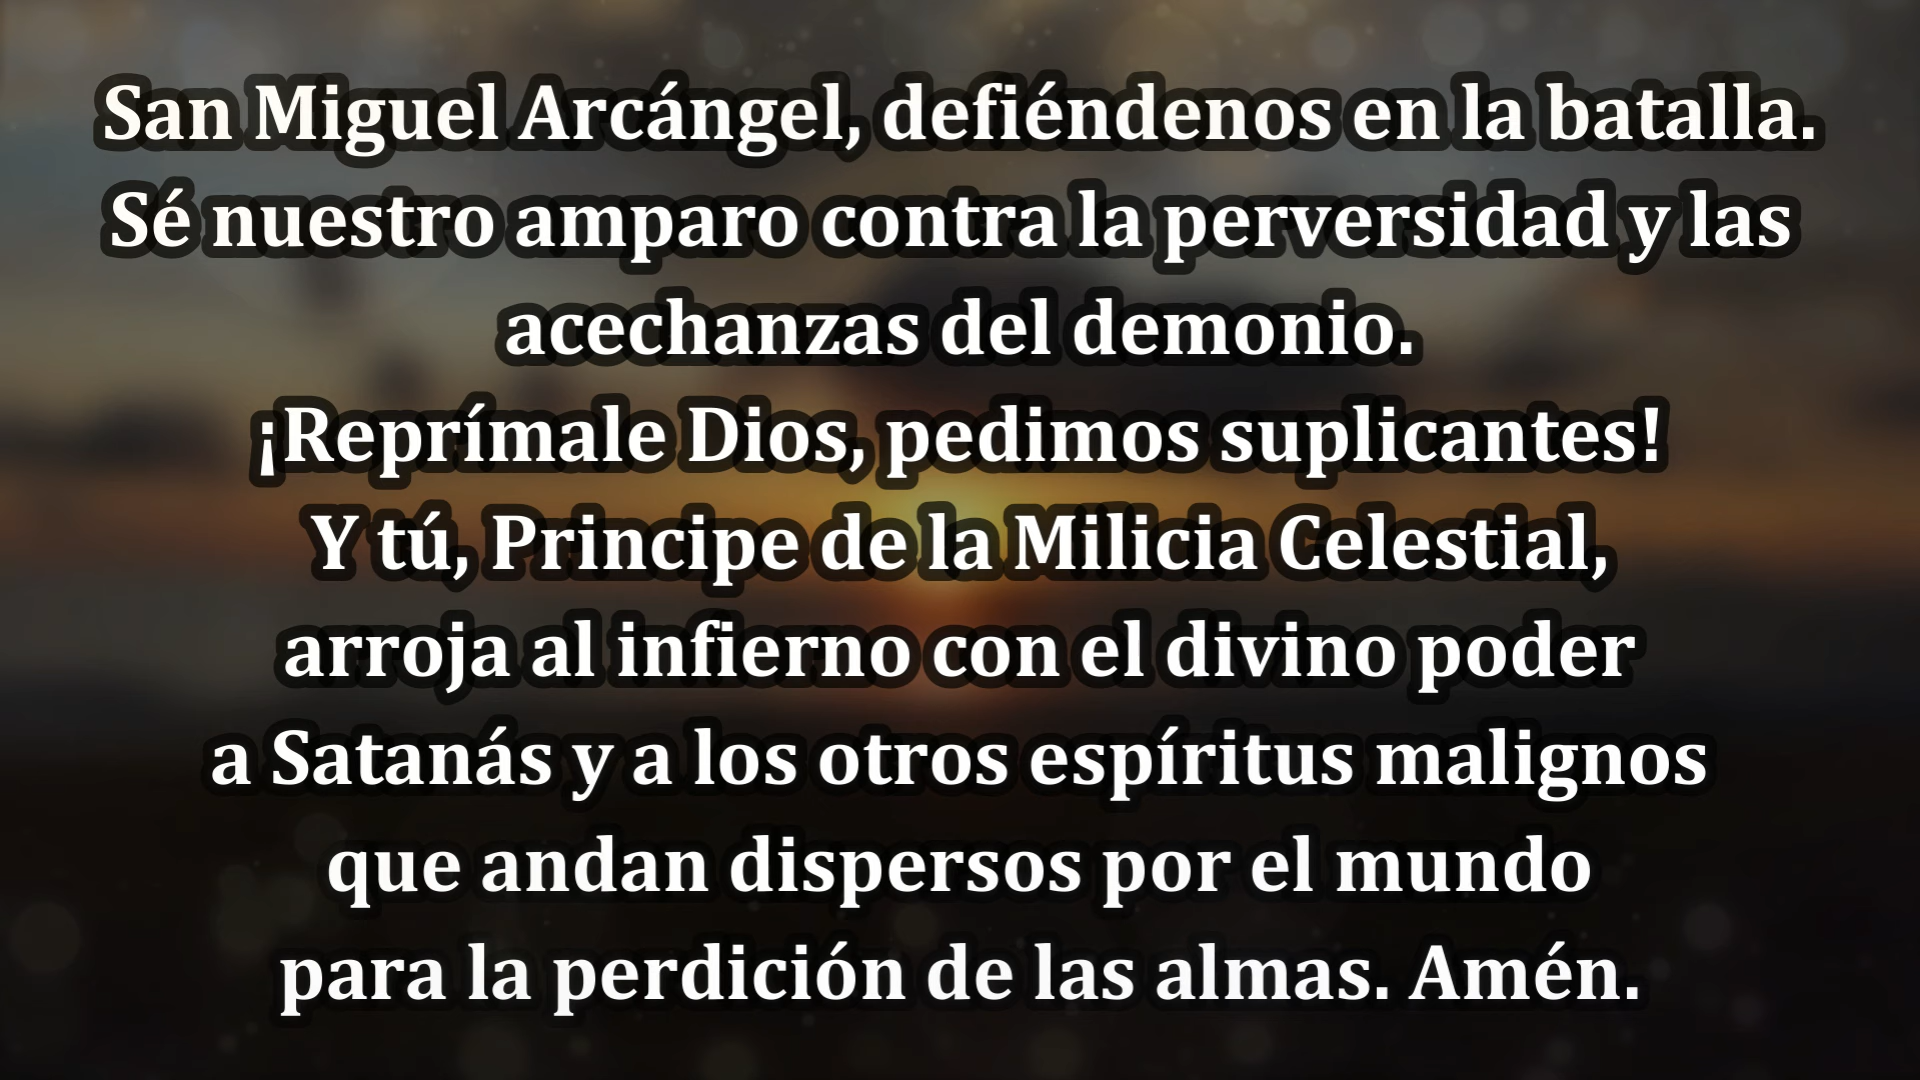 San Miguel Arcángel, defiéndenos en la batalla.
Sé nuestro amparo contra la perversidad y las
acechanzas del demonio.
¡Reprímale Dios, pedimos suplicantes!
Y tú, Principe de la Milicia Celestial,
arroja al infierno con el divino poder
a Satanás y a los otros espíritus malignos
que andan dispersos por el mundo
para la perdición de las almas. Amén.